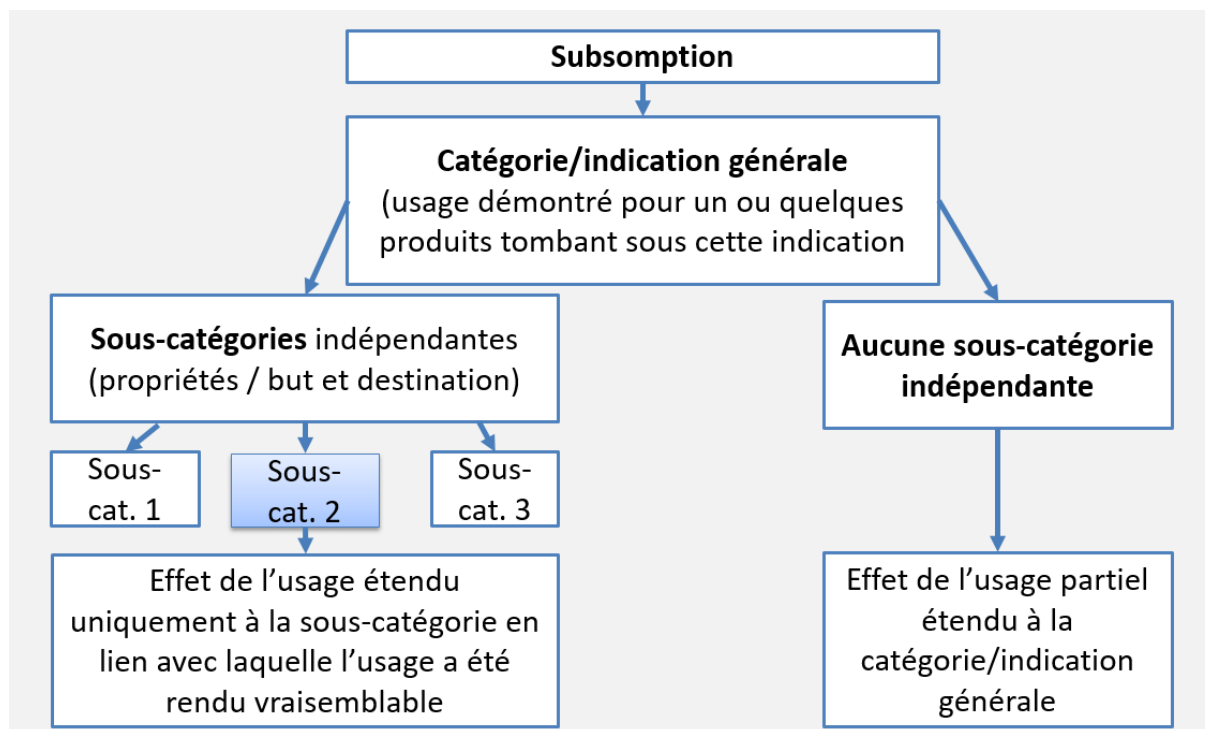 Subsomption
Catégorie/indication générale
(usage démontré pour un ou quelques
produits tombant sous cette indication
Sous-catégories indépendantes
(propriétés / but et destination)
Aucune sous-catégorie
indépendante
Sous-
cat. 1
Sous-
cat. 2
Sous-
cat. 3
Effet de l’usage étendu
uniquement à la sous-catégorie en
lien avec laquelle l’usage a été
rendu vraisemblable
Effet de l’usage partiel
étendu à la
catégorie/indication
générale